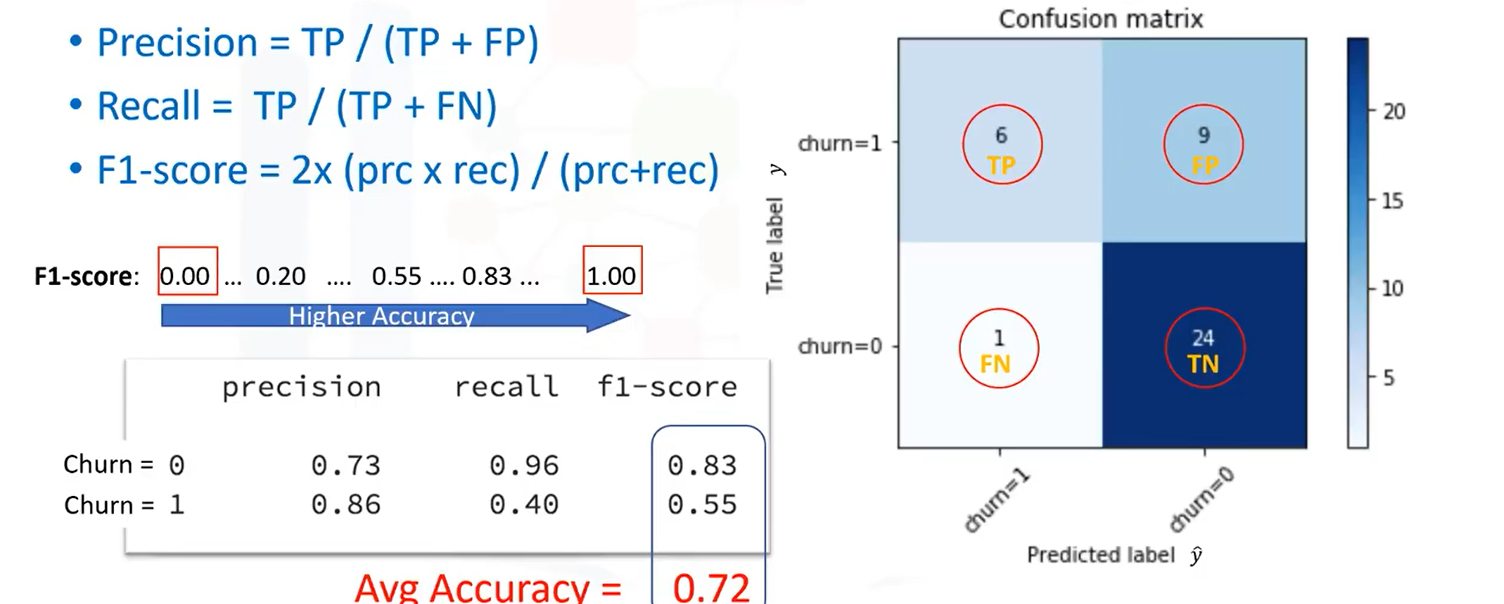 • Precision = TP / (TP + FP)
• Recall = TP / (TP + FN)
• F1-score = 2x (prc x rec) / (prc+rec)
F1-score: 0.00 ... 0.20 .... 0.55 .... 0.83 ... 1.00
Higher Accuracy
precision recall f1-score
Churn = 0 0.73 0.96 0.83
Churn = 1 0.86 0.40 0.55
Avg Accuracy = 0.72
Confusion matrix
True label y
churn=1
churn=0
6
TP
9
FP
1
FN
24
TN
churn=1
churn=0
Predicted label ŷ
20
15
10
5